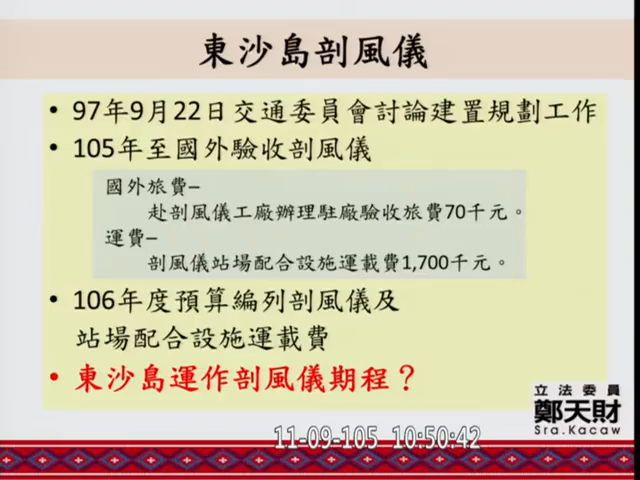 東沙島剖風儀
• 97年9月22日交通委員會討論建置規劃工作
• 105年至國外驗收剖風儀
國外旅費–
赴剖風儀工廠辦理駐廠驗收旅費70千元。
運費–
剖風儀站場配合設施運載費1,700千元。
• 106年度預算編列剖風儀及
站場配合設施運載費
• 東沙島運作剖風儀期程？
立法委員
鄭天財
Sra.Kacaw
11-09-105 10:50:42